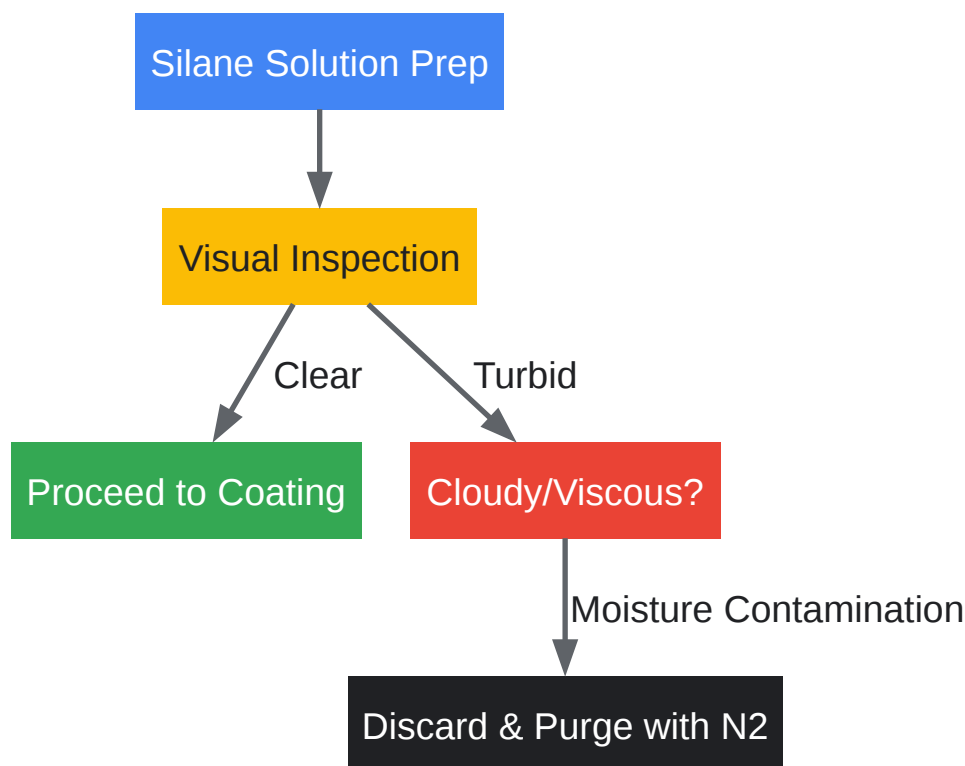 Silane Solution Prep
Visual Inspection
Clear
Turbid
Proceed to Coating
Cloudy/Viscous?
Moisture Contamination
Discard & Purge with N2